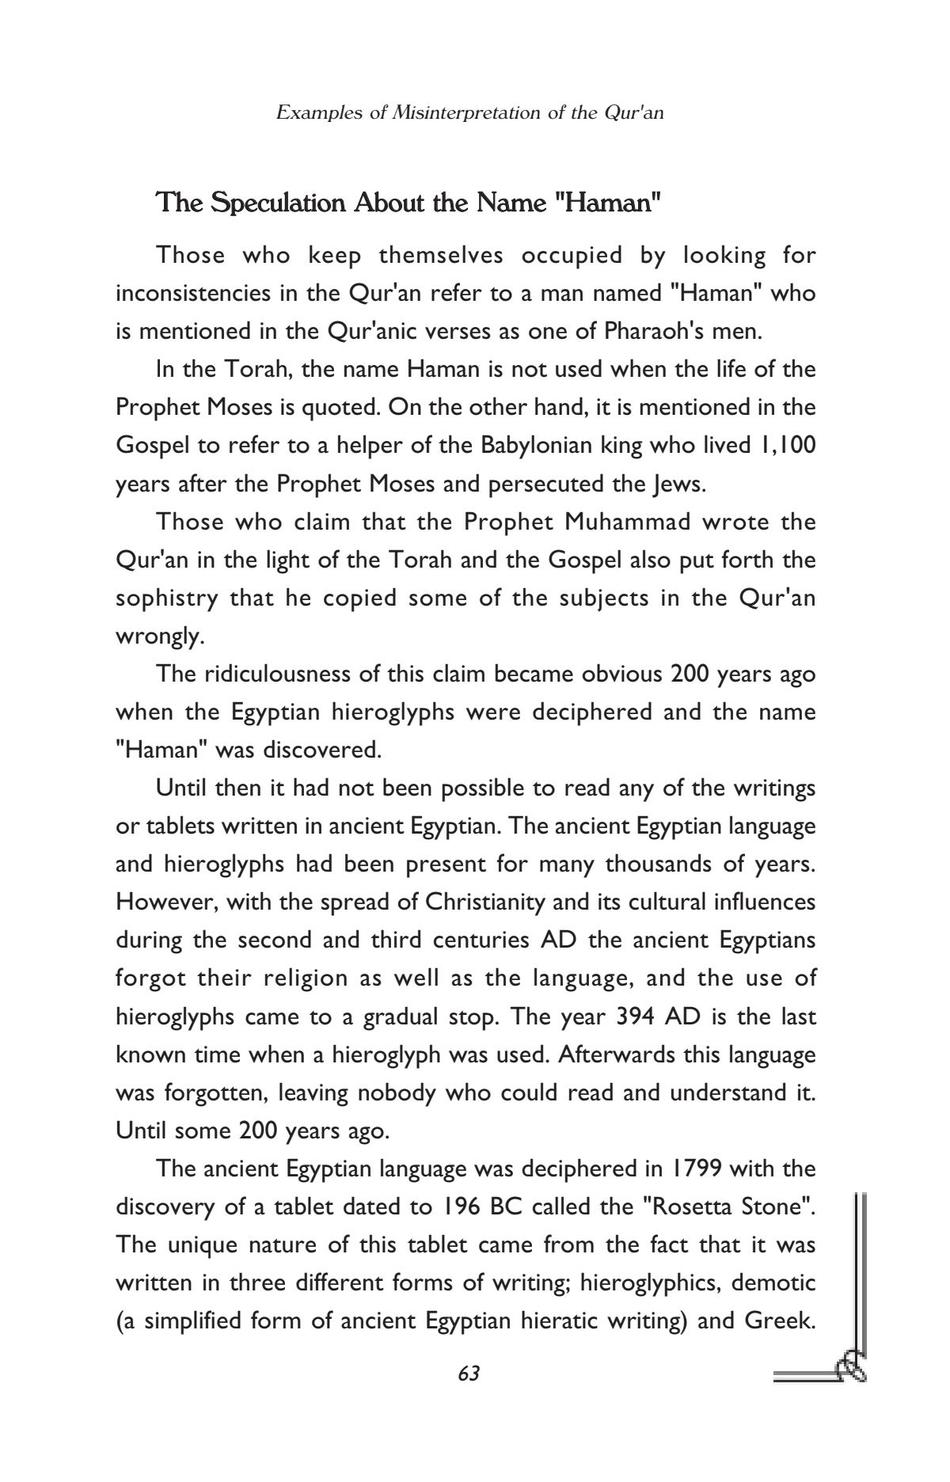 Examples of Misinterpretation of the Qur'an
The Speculation About the Name "Haman"
Those who keep themselves occupied by looking for
inconsistencies in the Qur'an refer to a man named "Haman" who
is mentioned in the Qur'anic verses as one of Pharaoh's men.
In the Torah, the name Haman is not used when the life of the
Prophet Moses is quoted. On the other hand, it is mentioned in the
Gospel to refer to a helper of the Babylonian king who lived 1,100
years after the Prophet Moses and persecuted the Jews.
Those who claim that the Prophet Muhammad wrote the
Qur'an in the light of the Torah and the Gospel also put forth the
sophistry that he copied some of the subjects in the Qur'an
wrongly.
The ridiculousness of this claim became obvious 200 years ago
when the Egyptian hieroglyphs were deciphered and the name
"Haman" was discovered.
Until then it had not been possible to read any of the writings
or tablets written in ancient Egyptian. The ancient Egyptian language
and hieroglyphs had been present for many thousands of years.
However, with the spread of Christianity and its cultural influences
during the second and third centuries AD the ancient Egyptians
forgot their religion as well as the language, and the use of
hieroglyphs came to a gradual stop. The year 394 AD is the last
known time when a hieroglyph was used. Afterwards this language
was forgotten, leaving nobody who could read and understand it.
Until some 200 years ago.
The ancient Egyptian language was deciphered in 1799 with the
discovery of a tablet dated to 196 BC called the "Rosetta Stone".
The unique nature of this tablet came from the fact that it was
written in three different forms of writing; hieroglyphics, demotic
(a simplified form of ancient Egyptian hieratic writing) and Greek.
63